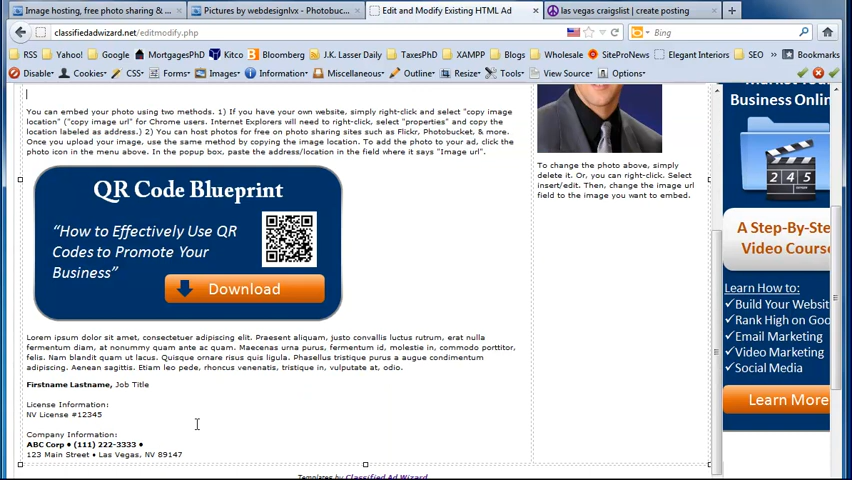 Image hosting, free photo sharing & ...
Pictures by webdesignlvx - Photobuc...
Edit and Modify Existing HTML Ad
las vegas craigslist | create posting
classifiedadwizard.net/editmodify.php
Bing
Most Visited
Yahoo!
Google
MortgagesPHD
Kitco
Bloomberg
J.K. Lasser Daily
TaxesPhD
XAMPP
Blogs
SitePronNews
Elegant Interiors
SEO
Bookmarks
Disable
Cookies
CSS
Forms
Images
Information
Miscellaneous
Outline
Resize
Tools
View Source
Options
You can embed your photo using two methods. 1) If you have your own website, simply right-click and select "copy image
location" ("copy image url" for Chrome users. Internet Explorers will need to right-click, select "properties" and copy the
location labeled as address.) 2) You can host photos for free on photo sharing sites such as Flickr, Photobucket, & more.
Once you upload your image, use the same method by copying the image location. To add the photo to your ad, click the
photo icon in the menu above. In the popup box, paste the address/location in the field where it says "Image url".
QR Code Blueprint
"How to Effectively Use QR
Codes to Promote Your
Business"
Download
Lorem ipsum dolor sit amet, consectetuer adipiscing elit. Praesent aliquam, justo convallis luctus rutrum, erat nulla
fermentum diam, at nonummy quam ante ac quam. Maecenas urna purus, fermentum id, molestie in, commodo porttitor,
felis. Nam blandit quam ut lacus. Quisque ornare risus quis ligula. Phasellus tristique purus a augue condimentum
adipiscing. Aenean sagittis. Etiam leo pede, rhoncus venenatis, tristique in, vulputate at, odio.
Firstname Lastname, Job Title
License Information:
NV License #12345
Company Information:
ABC Corp • (111) 222-3333 •
123 Main Street • Las Vegas, NV 89147
To change the photo above, simply
delete it. Or, you can right-click. Select
insert/edit. Then, change the image url
field to the image you want to embed.
Business Onlin
2 4 5
A Step-By-Ste
Video Course
Learn How to:
Build Your Websit
Rank High on Goo
Email Marketing
Video Marketing
Social Media
Learn More
Templates by Classified Ad Wizard